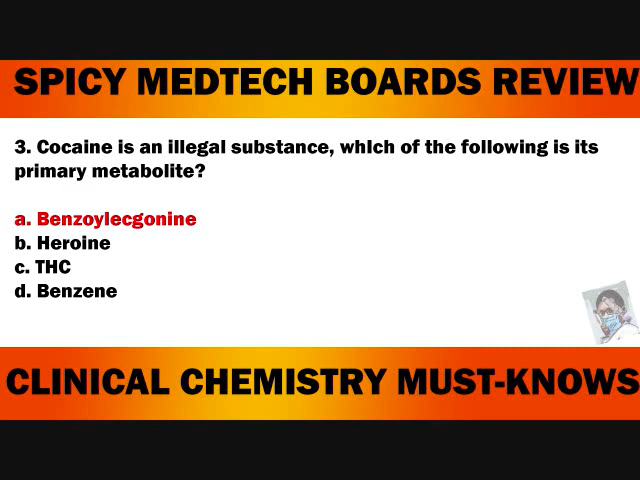 SPICY MEDTECH BOARDS REVIEW
3. Cocaine is an illegal substance, whIch of the following is its
primary metabolite?
a. Benzoylecgonine
b. Heroine
c. THC
d. Benzene
CLINICAL CHEMISTRY MUST-KNOWS